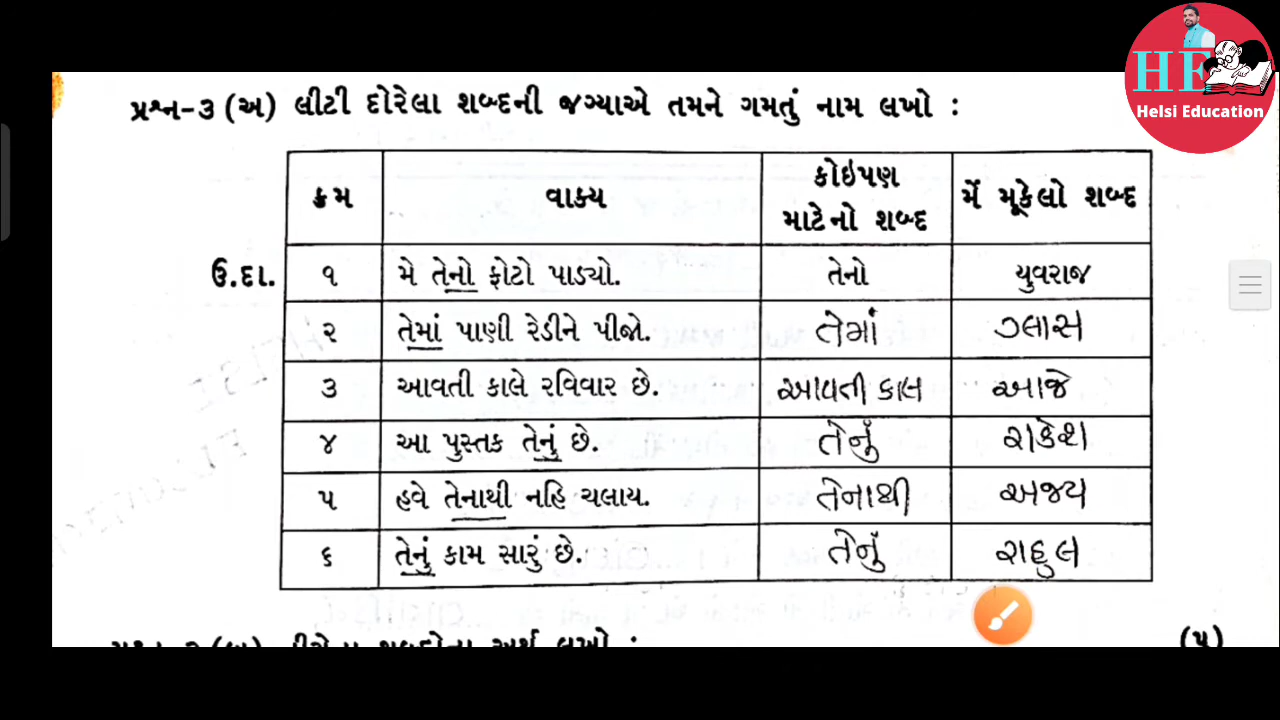 HE
Helsi Education
પ્રશ્ન-૩ (અ) લીટી દોરેલા શબ્દની જગ્યાએ તમને ગમતું નામ લખો :
ક્રમ વાક્ય કોઇપણ માટેનો શબ્દ મેં મૂકેલો શબ્દ
ઉ.દા. ૧ મે તેનો ફોટો પાડ્યો. તેનો યુવરાજ
૨ તેમાં પાણી રેડીને પીજો. તેમાં ગ્લાસ
૩ આવતી કાલે રવિવાર છે. આવતી કાલ આજે
૪ આ પુસ્તક તેનું છે. તેનું રાકેશ
૫ હવે તેનાથી નહિ ચલાય. તેનાથી અજય
૬ તેનું કામ સારું છે. તેનું રાહુલ
(૫)